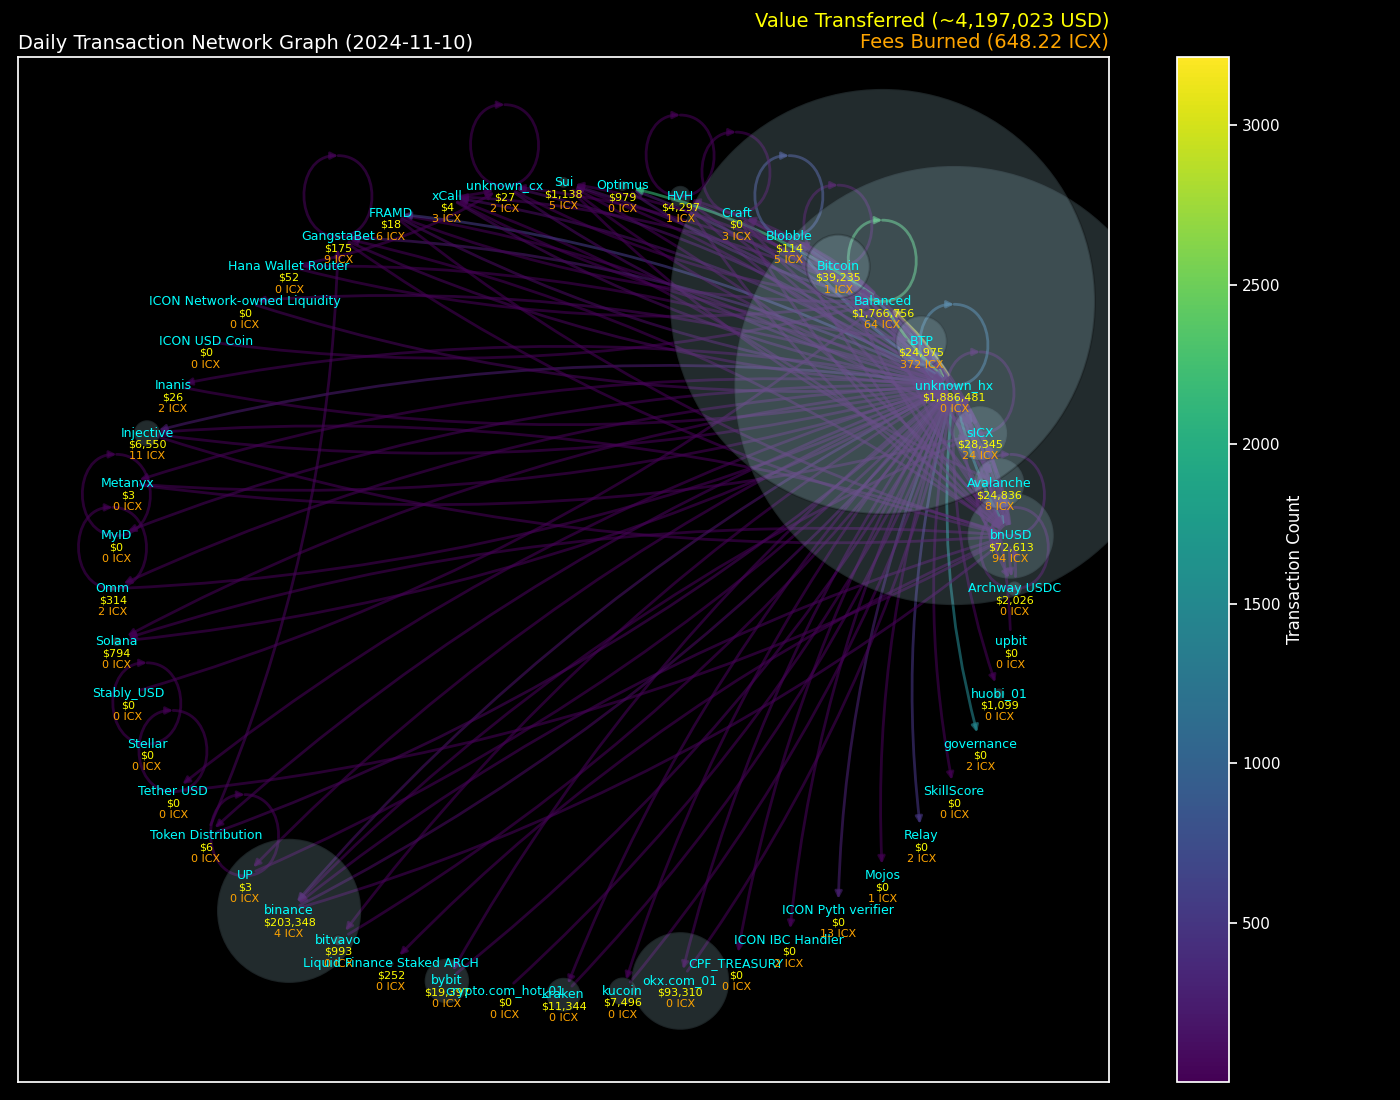 Value Transferred (~4,197,023 USD)
Daily Transaction Network Graph (2024-11-10)
Fees Burned (648.22 ICX)
unknown_cx
$27
2 ICX
Sui
$1,138
5 ICX
Optimus
$979
0 ICX
xCall
$4
3 ICX
HVH
$4,297
1 ICX
FRAMD
$18
6 ICX
Craft
$0
3 ICX
GangstaBet
$175
9 ICX
Blobble
$114
5 ICX
Hana Wallet Router
$52
0 ICX
Bitcoin
$39,235
1 ICX
ICON Network-owned Liquidity
$0
0 ICX
Balanced
$1,766,756
64 ICX
ICON USD Coin
$0
0 ICX
BTP
$24,975
372 ICX
Inanis
$26
2 ICX
unknown_hx
$1,886,481
0 ICX
Injective
$6,550
11 ICX
sICX
$28,345
24 ICX
Metanyx
$3
0 ICX
Avalanche
$24,836
8 ICX
MyID
$0
0 ICX
bnUSD
$72,613
94 ICX
Omm
$314
2 ICX
Archway USDC
$2,026
0 ICX
Solana
$794
0 ICX
upbit
$0
0 ICX
Stably_USD
$0
0 ICX
huobi_01
$1,099
0 ICX
Stellar
$0
0 ICX
governance
$0
2 ICX
Tether USD
$0
0 ICX
SkillScore
$0
0 ICX
Token Distribution
$6
0 ICX
Relay
$0
2 ICX
UP
$3
0 ICX
Mojos
$0
1 ICX
binance
$203,348
4 ICX
ICON Pyth verifier
$0
13 ICX
bitvavo
$993
ICON IBC Handler
$0
ICX
Liquid Finance Staked ARCH
$252
0 ICX
CPF_TREASURY
$0
0 ICX
bybit
$19,397
0 ICX
okx.com_01
$93,310
0 ICX
crypto.com_hot_01
$0
0 ICX
kraken
$11,344
0 ICX
kucoin
$7,496
0 ICX
3000
2500
2000
1500
1000
500
Transaction Count